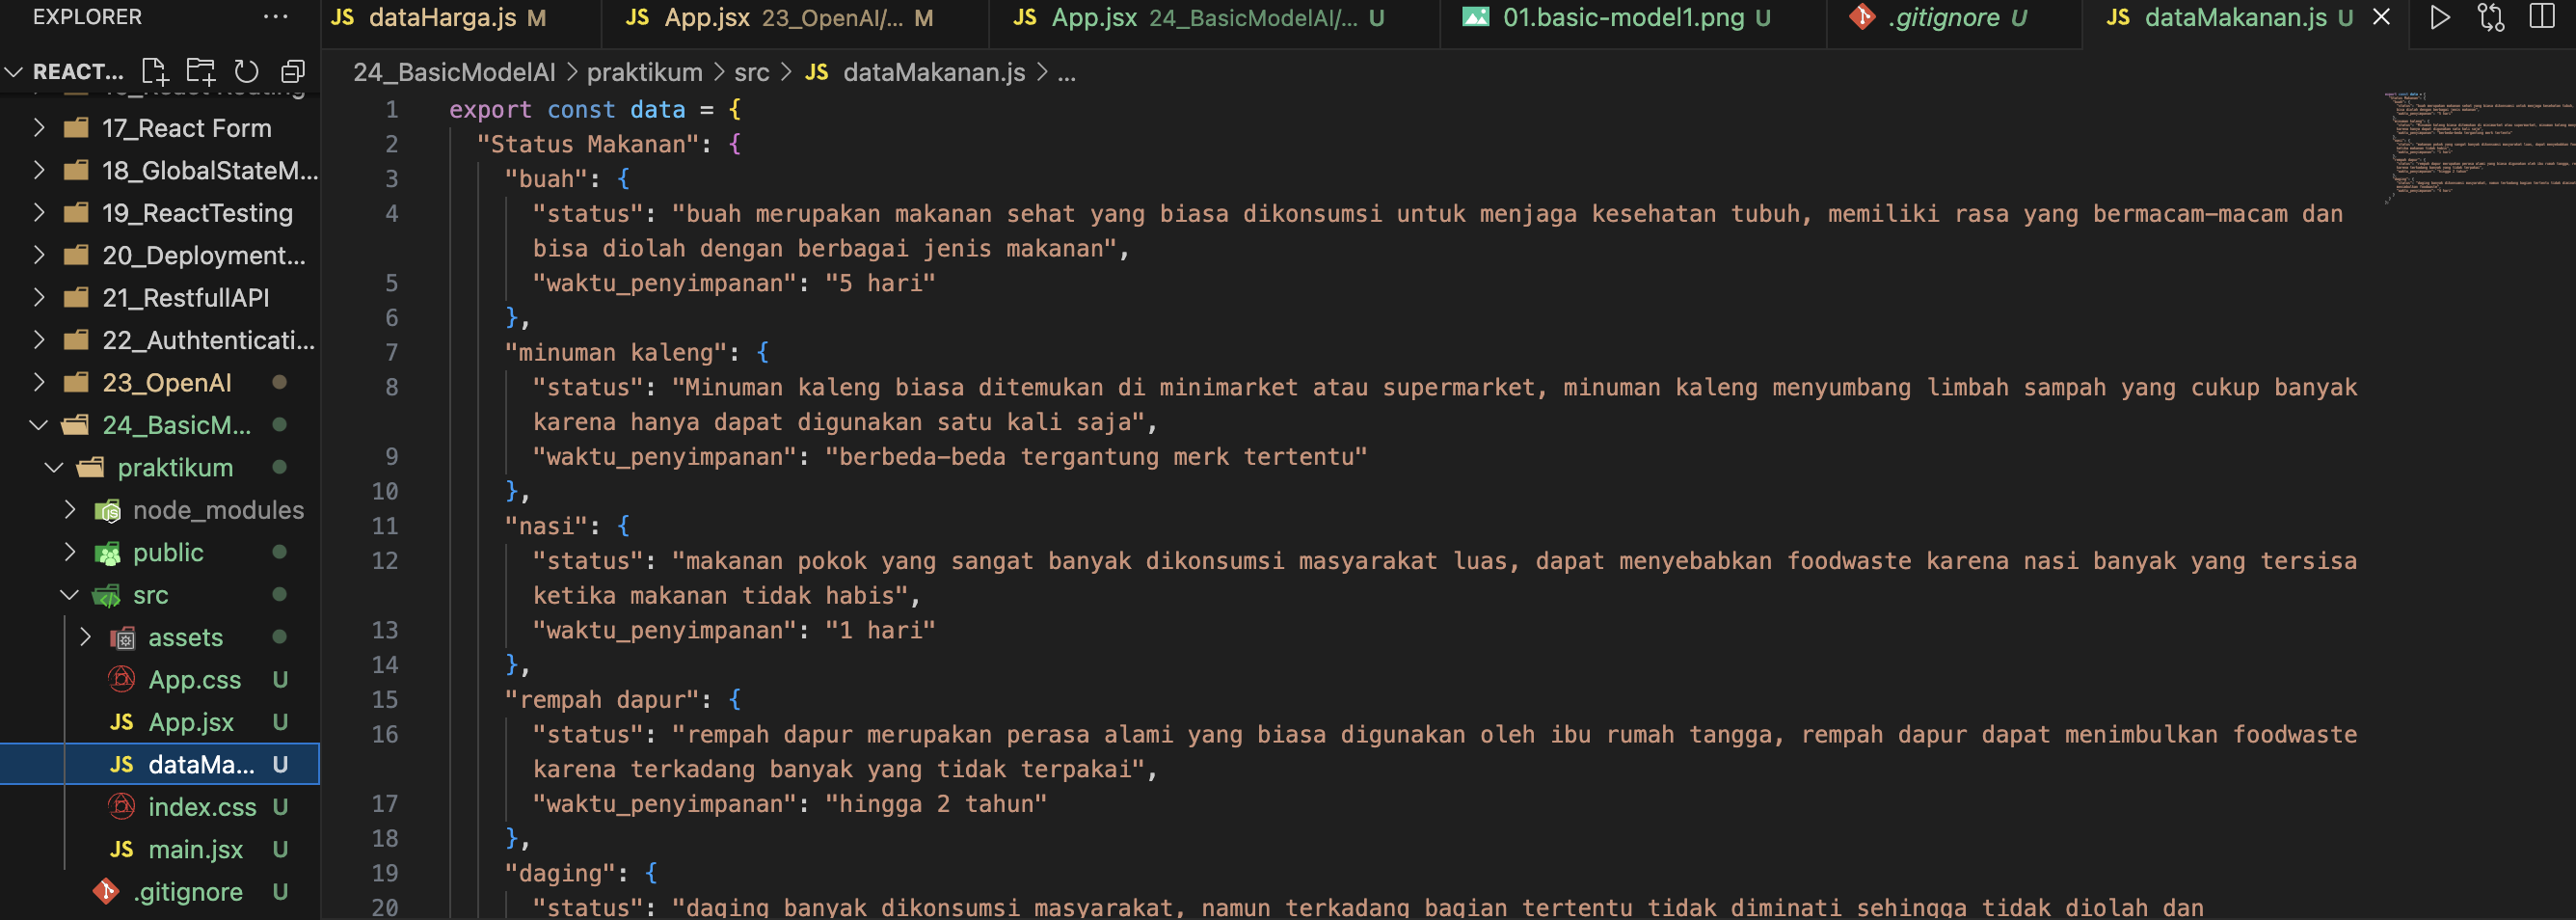 EXPLORER ...
JS dataHarga.js M
JS App.jsx 23_OpenAI/... M
JS App.jsx 24_BasicModelAI/... U
01.basic-model1.png U
.gitignore U
JS dataMakanan.js U
REACT...
17_React Form
18_GlobalStateM...
19_ReactTesting
20_Deployment...
21_RestfullAPI
22_Authtenticati...
23_OpenAI
24_BasicM...
praktikum
node_modules
public
src
assets
App.css U
JS App.jsx U
JS dataMa... U
index.css U
JS main.jsx U
.gitignore U
24_BasicModelAI > praktikum > src > JS dataMakanan.js > ...
1 export const data = {
2 "Status Makanan": {
3 "buah": {
4 "status": "buah merupakan makanan sehat yang biasa dikonsumsi untuk menjaga kesehatan tubuh, memiliki rasa yang bermacam-macam dan
bisa diolah dengan berbagai jenis makanan",
5 "waktu_penyimpanan": "5 hari"
6 },
7 "minuman kaleng": {
8 "status": "Minuman kaleng biasa ditemukan di minimarket atau supermarket, minuman kaleng menyumbang limbah sampah yang cukup banyak
karena hanya dapat digunakan satu kali saja",
9 "waktu_penyimpanan": "berbeda-beda tergantung merk tertentu"
10 },
11 "nasi": {
12 "status": "makanan pokok yang sangat banyak dikonsumsi masyarakat luas, dapat menyebabkan foodwaste karena nasi banyak yang tersisa
ketika makanan tidak habis",
13 "waktu_penyimpanan": "1 hari"
14 },
15 "rempah dapur": {
16 "status": "rempah dapur merupakan perasa alami yang biasa digunakan oleh ibu rumah tangga, rempah dapur dapat menimbulkan foodwaste
karena terkadang banyak yang tidak terpakai",
17 "waktu_penyimpanan": "hingga 2 tahun"
18 },
19 "daging": {
20 "status": "daging banyak dikonsumsi masyarakat, namun terkadang bagian tertentu tidak diminati sehingga tidak diolah dan